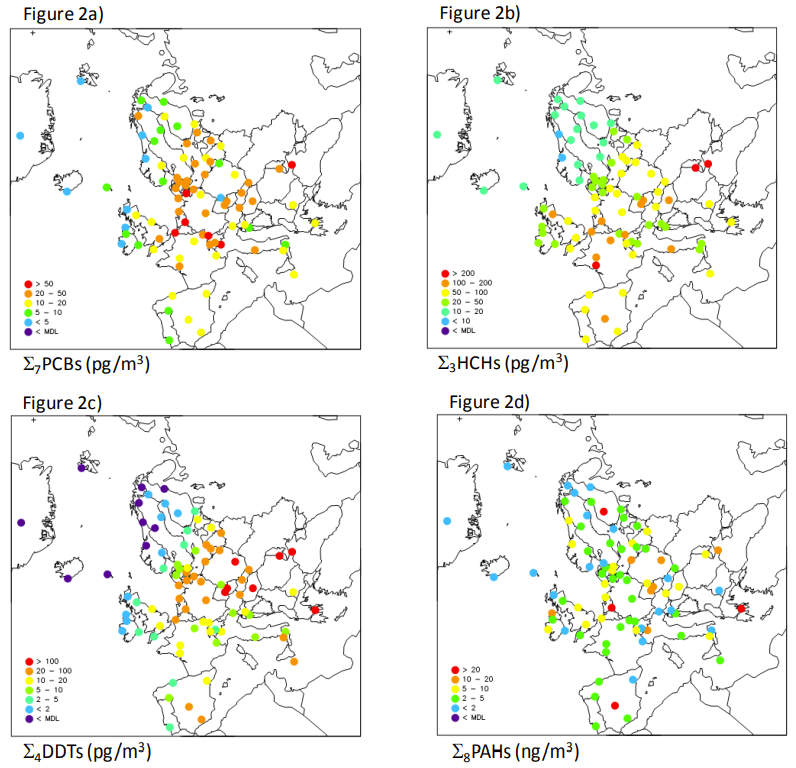 Figure 2a)
Figure 2b)
> 50
20 – 50
10 – 20
5 – 10
< 5
< MDL
> 200
100 – 200
50 – 100
20 – 50
10 – 20
< 10
< MDL
Σ₇PCBs (pg/m³)
Σ₃HCHs (pg/m³)
Figure 2c)
Figure 2d)
> 100
20 – 100
10 – 20
5 – 10
2 – 5
< 2
< MDL
> 20
10 – 20
5 – 10
2 – 5
< 2
< MDL
Σ₄DDTs (pg/m³)
Σ₈PAHs (ng/m³)